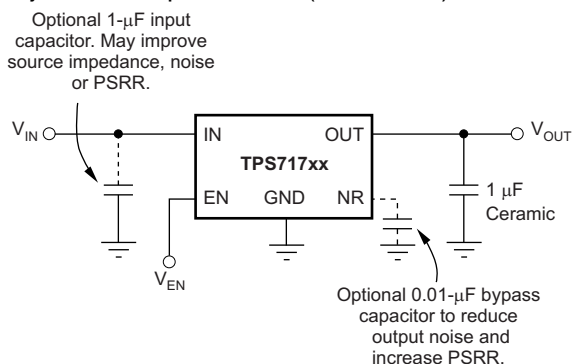 Optional 1-μF input
capacitor. May improve
source impedance, noise
or PSRR.
V_IN
IN
OUT
V_OUT
TPS717xx
EN
GND
NR
1 μF
Ceramic
V_EN
Optional 0.01-μF bypass
capacitor to reduce
output noise and
increase PSRR.